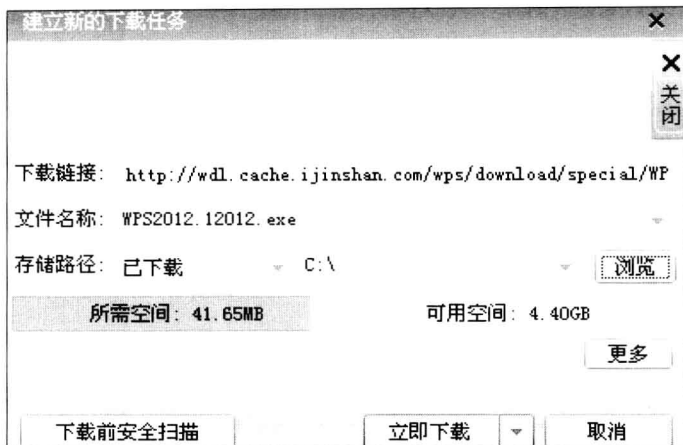 建立新的下载任务
关闭
下载链接: http://wdl.cache.ijinshan.com/wps/download/special/WP
文件名称: WPS2012.12012.exe
存储路径: 已下载 C:\ 浏览
所需空间: 41.65MB 可用空间: 4.40GB
更多
下载前安全扫描 立即下载 取消